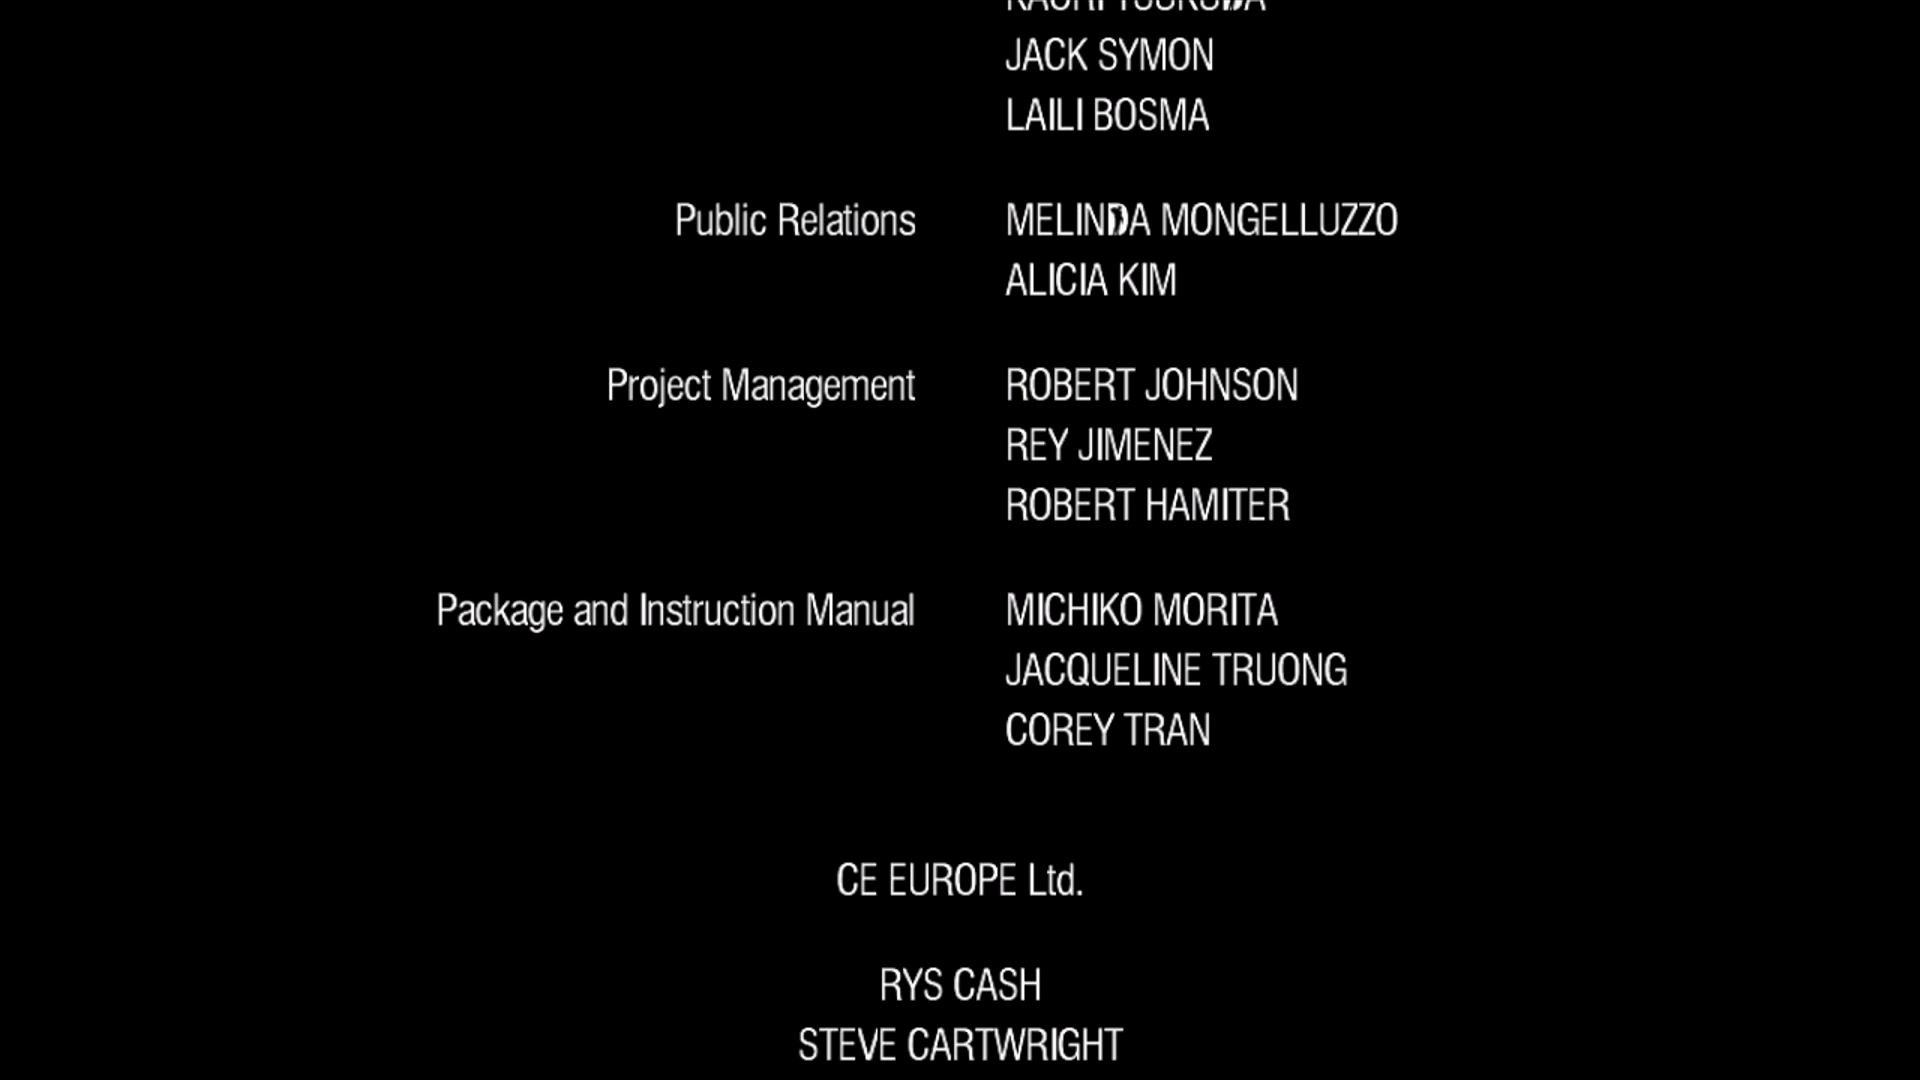 JACK SYMON
LAILI BOSMA
Public Relations MELINDA MONGELLUZZO
ALICIA KIM
Project Management ROBERT JOHNSON
REY JIMENEZ
ROBERT HAMITER
Package and Instruction Manual MICHIKO MORITA
JACQUELINE TRUONG
COREY TRAN
CE EUROPE Ltd.
RYS CASH
STEVE CARTWRIGHT